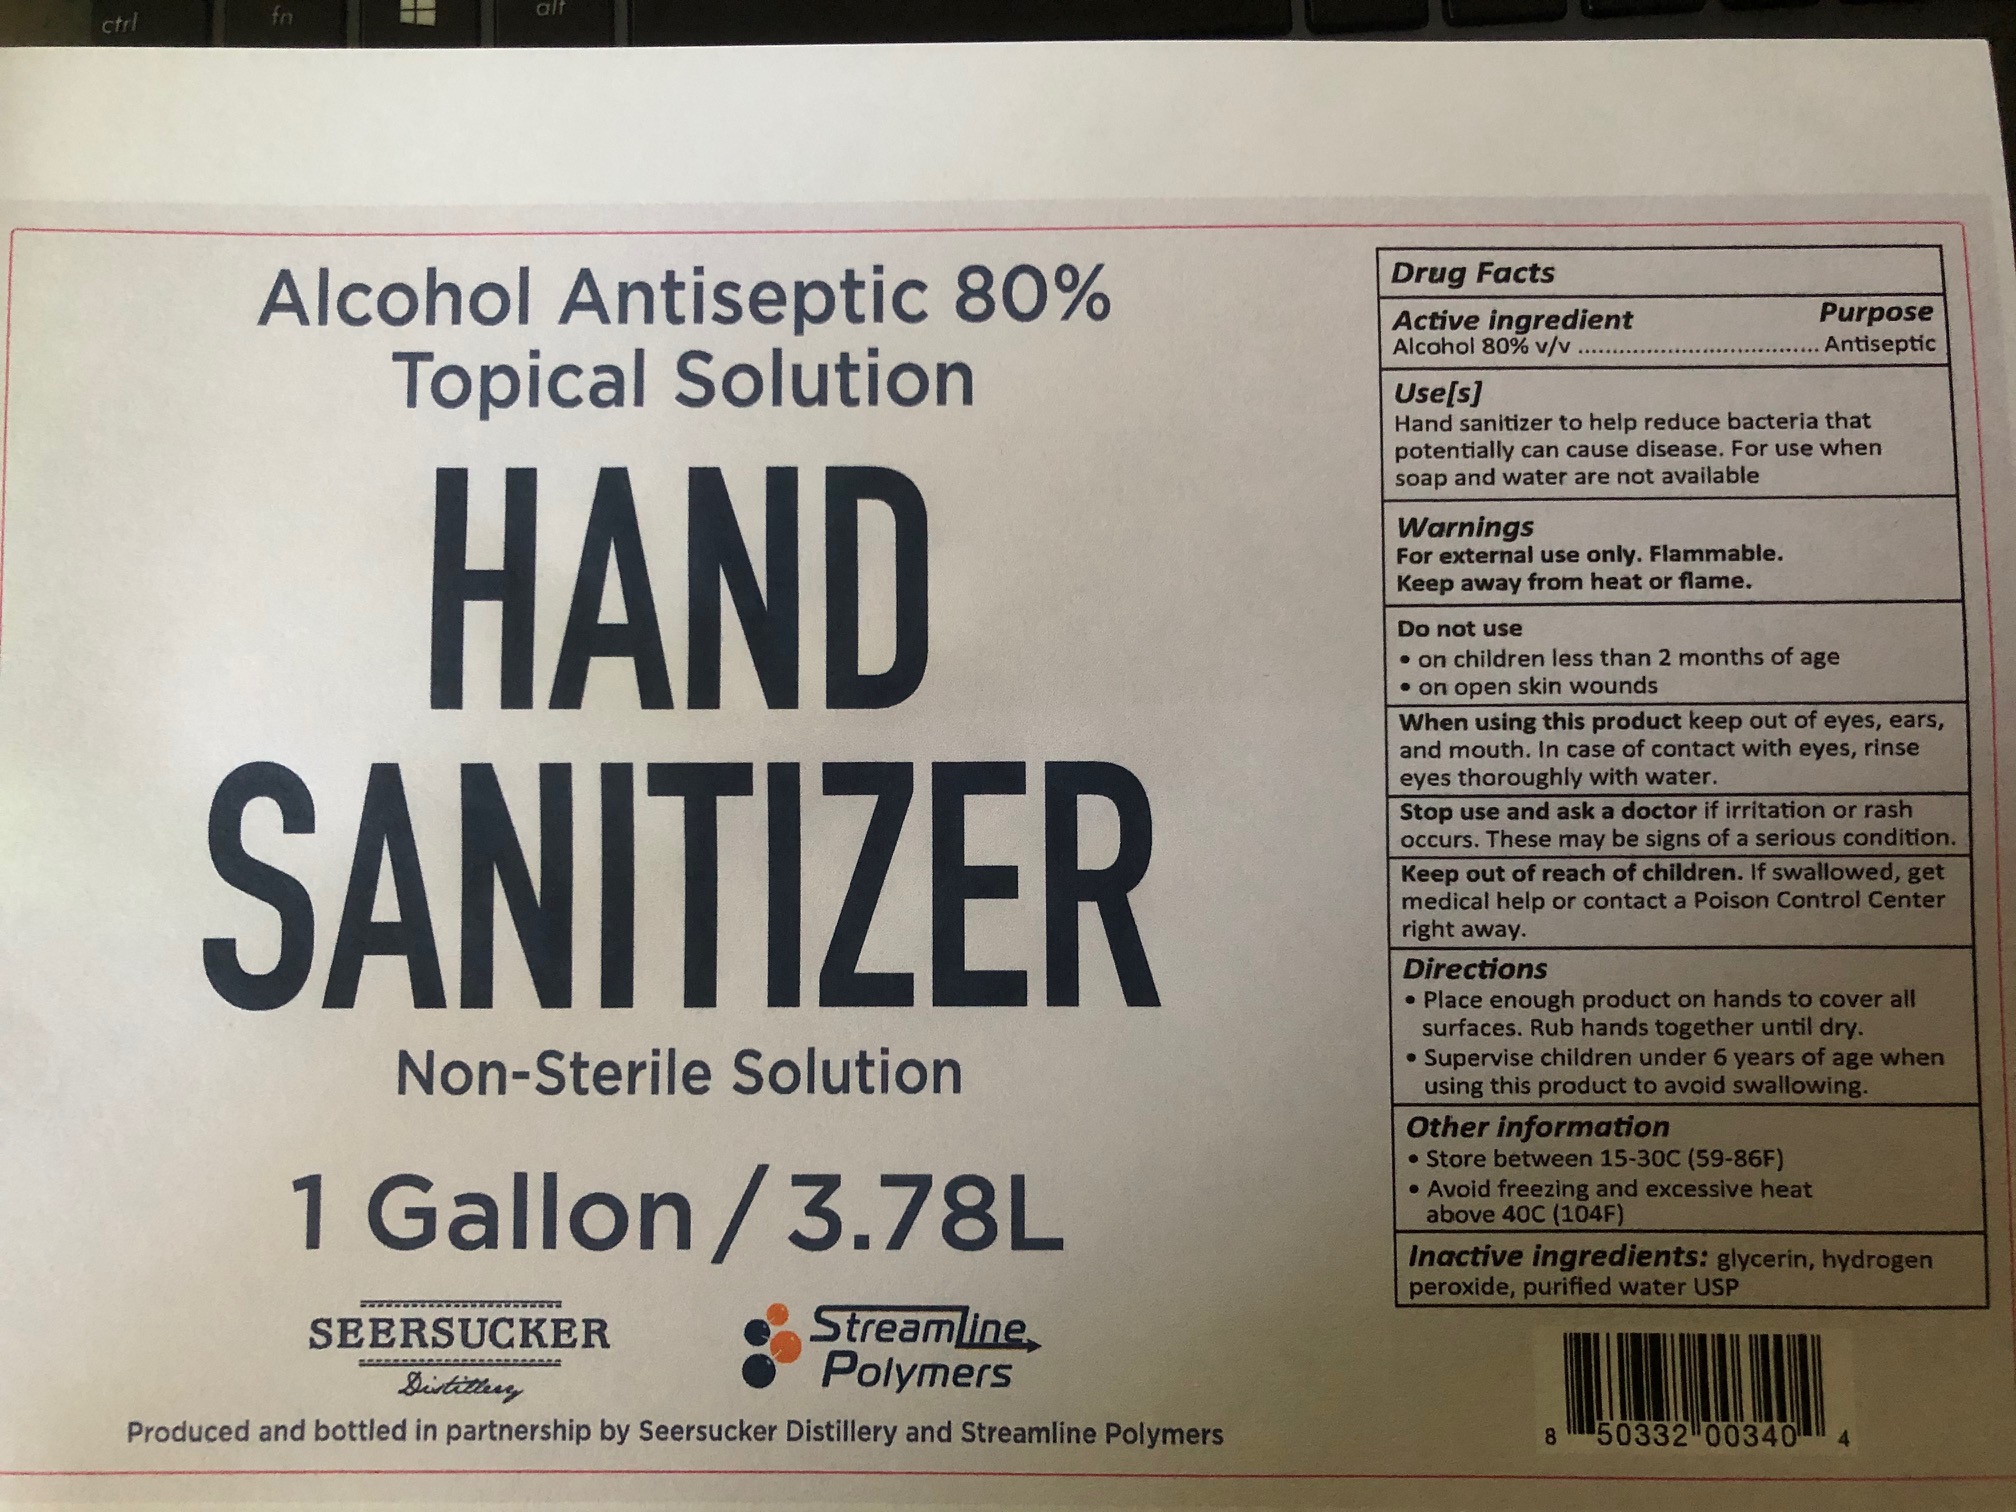 ctrl fn alt
Alcohol Antiseptic 80%
Topical Solution
HAND
SANITIZER
Non-Sterile Solution
1 Gallon / 3.78L
SEERSUCKER
Distillery
Streamline
Polymers
Produced and bottled in partnership by Seersucker Distillery and Streamline Polymers
Drug Facts
Active ingredient Purpose
Alcohol 80% v/v .................................... Antiseptic
Use[s]
Hand sanitizer to help reduce bacteria that
potentially can cause disease. For use when
soap and water are not available
Warnings
For external use only. Flammable.
Keep away from heat or flame.
Do not use
• on children less than 2 months of age
• on open skin wounds
When using this product keep out of eyes, ears,
and mouth. In case of contact with eyes, rinse
eyes thoroughly with water.
Stop use and ask a doctor if irritation or rash
occurs. These may be signs of a serious condition.
Keep out of reach of children. If swallowed, get
medical help or contact a Poison Control Center
right away.
Directions
• Place enough product on hands to cover all
surfaces. Rub hands together until dry.
• Supervise children under 6 years of age when
using this product to avoid swallowing.
Other information
• Store between 15-30C (59-86F)
• Avoid freezing and excessive heat
above 40C (104F)
Inactive ingredients: glycerin, hydrogen
peroxide, purified water USP
8 50332 00340 4